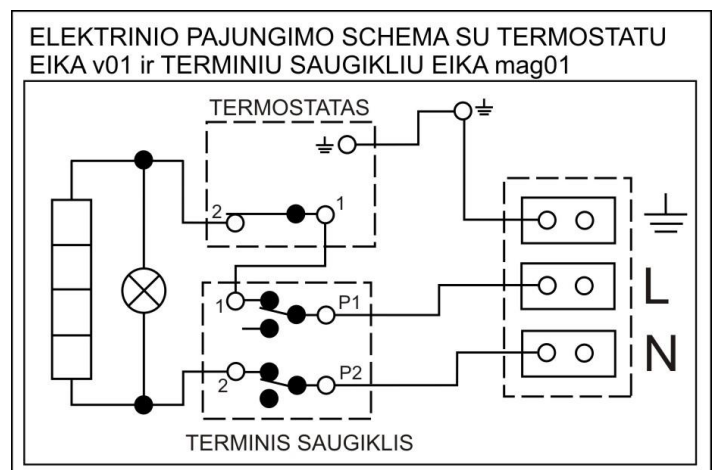 ELEKTRINIO PAJUNGIMO SCHEMA SU TERMOSTATU
EIKA v01 ir TERMINIU SAUGIKLIU EIKA mag01
TERMOSTATAS
2
1
1
P1
L
2
P2
N
TERMINIS SAUGIKLIS